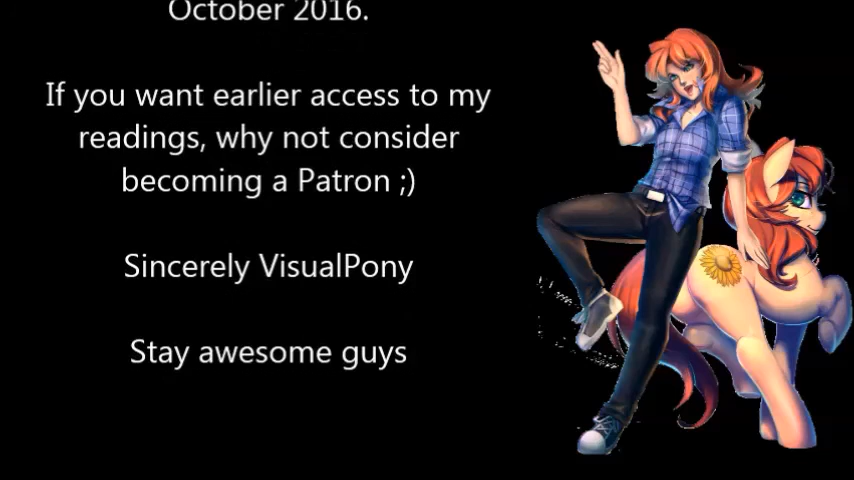 October 2016.
If you want earlier access to my
readings, why not consider
becoming a Patron ;)
Sincerely VisualPony
Stay awesome guys